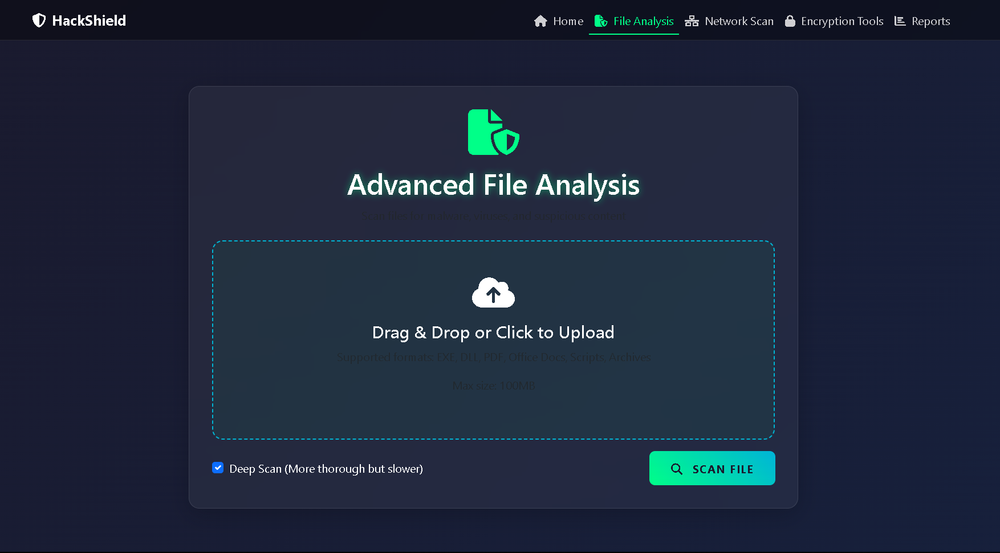 HackShield
Home File Analysis Network Scan Encryption Tools Reports
Advanced File Analysis
Scan files for malware, viruses, and suspicious content
Drag & Drop or Click to Upload
Supported formats: EXE, DLL, PDF, Office Docs, Scripts, Archives
Max size: 100MB
Deep Scan (More thorough but slower)
SCAN FILE